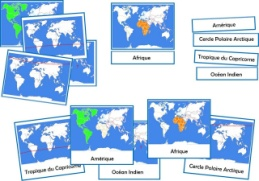 Afrique
Amérique
Cercle Polaire Arctique
Tropique du Capricorne
Océan Indien
Tropique du Capricorne
Amérique
Océan Indien
Afrique
Cercle Polaire Arctique